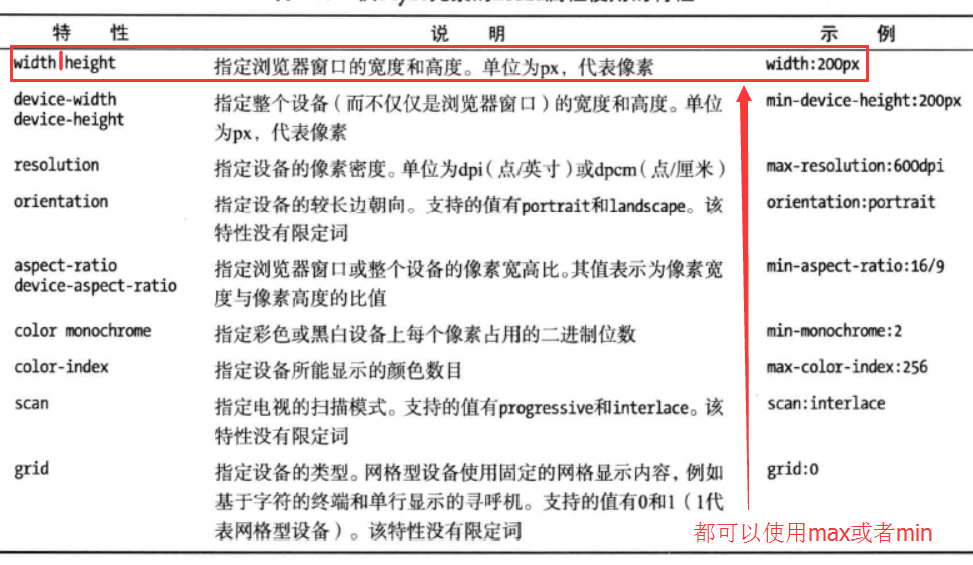 特 性 说 明 示 例
width height 指定浏览器窗口的宽度和高度。单位为px，代表像素 width:200px
device-width 指定整个设备（而不仅仅是浏览器窗口）的宽度和高度。单位 min-device-height:200px
device-height 为px，代表像素
resolution 指定设备的像素密度。单位为dpi（点/英寸）或dpcm（点/厘米） max-resolution:600dpi
orientation 指定设备的较长边朝向。支持的值有portrait和landscape。该 orientation:portrait
特性没有限定词
aspect-ratio 指定浏览器窗口或整个设备的像素宽高比。其值表示为像素宽 min-aspect-ratio:16/9
device-aspect-ratio 度与像素高度的比值
color monochrome 指定彩色或黑白设备上每个像素占用的二进制位数 min-monochrome:2
color-index 指定设备所能显示的颜色数目 max-color-index:256
scan 指定电视的扫描模式。支持的值有progressive和interlace。该 scan:interlace
特性没有限定词
grid 指定设备的类型。网格型设备使用固定的网格显示内容，例如 grid:0
基于字符的终端和单行显示的寻呼机。支持的值有0和1（1代
表网格型设备）。该特性没有限定词
都可以使用max或者min